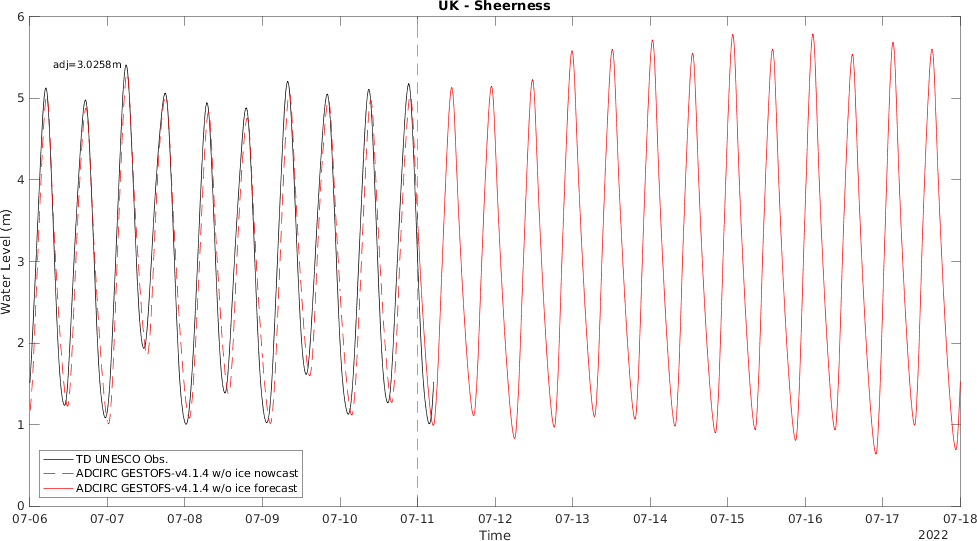 UK - Sheerness
adj=3.0258m
Water Level (m)
6
5
4
3
2
1
0
TD UNESCO Obs.
ADCIRC GESTOFS-v4.1.4 w/o ice nowcast
ADCIRC GESTOFS-v4.1.4 w/o ice forecast
07-06 07-07 07-08 07-09 07-10 07-11 07-12 07-13 07-14 07-15 07-16 07-17 07-18
Time
2022